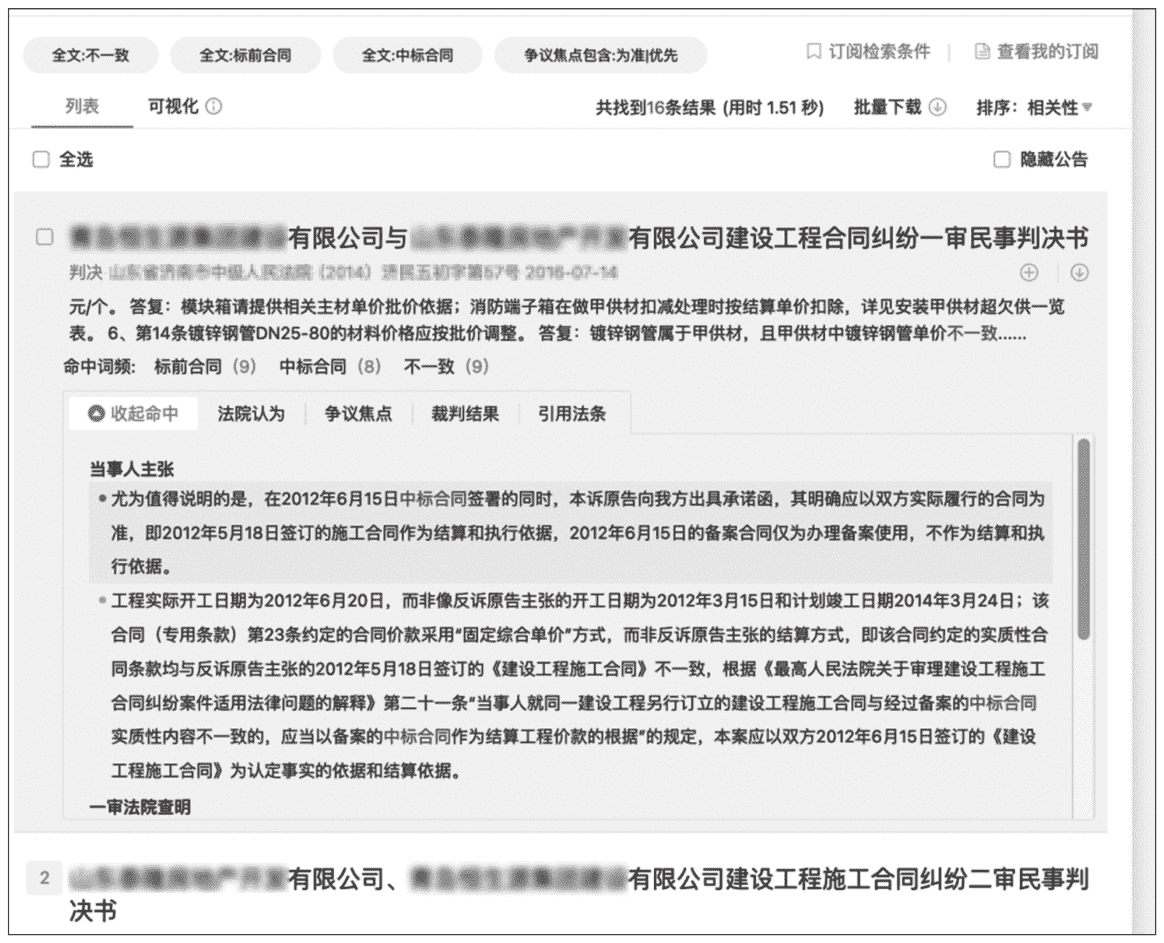 全文:不一致 全文:标前合同 全文:中标合同 争议焦点包含:为准|优先 订阅检索条件 查看我的订阅
列表 可视化 共找到16条结果 (用时 1.51 秒) 批量下载 排序：相关性
全选 隐藏公告
有限公司与 有限公司建设工程合同纠纷一审民事判决书
判决 山东省济南市中级人民法院（2014）济民五初字第57号 2016-07-14
元/个。 答复：模块箱请提供相关主材单价批价依据；消防端子箱在做甲供材扣减处理时按结算单价扣除，详见安装甲供材超欠供一览
表。 6、第14条镀锌钢管DN25-80的材料价格应按批价调整。 答复：镀锌钢管属于甲供材，且甲供材中镀锌钢管单价不一致......
命中词频： 标前合同（9） 中标合同（8） 不一致（9）
收起命中 法院认为 争议焦点 裁判结果 引用法条
当事人主张
尤为值得说明的是，在2012年6月15日中标合同签署的同时，本诉原告向我方出具承诺函，其明确应以双方实际履行的合同为
准，即2012年5月18日签订的施工合同作为结算和执行依据，2012年6月15日的备案合同仅为办理备案使用，不作为结算和执
行依据。
工程实际开工日期为2012年6月20日，而非像反诉原告主张的开工日期为2012年3月15日和计划竣工日期2014年3月24日；该
合同（专用条款）第23条约定的合同价款采用“固定综合单价”方式，而非反诉原告主张的结算方式，即该合同约定的实质性合
同条款均与反诉原告主张的2012年5月18日签订的《建设工程施工合同》不一致，根据《最高人民法院关于审理建设工程施工
合同纠纷案件适用法律问题的解释》第二十一条“当事人就同一建设工程另行订立的建设工程施工合同与经过备案的中标合同
实质性内容不一致的，应当以备案的中标合同作为结算工程价款的根据”的规定，本案应以双方2012年6月15日签订的《建设
工程施工合同》为认定事实的依据和结算依据。
一审法院查明
2 有限公司、 有限公司建设工程施工合同纠纷二审民事判
决书